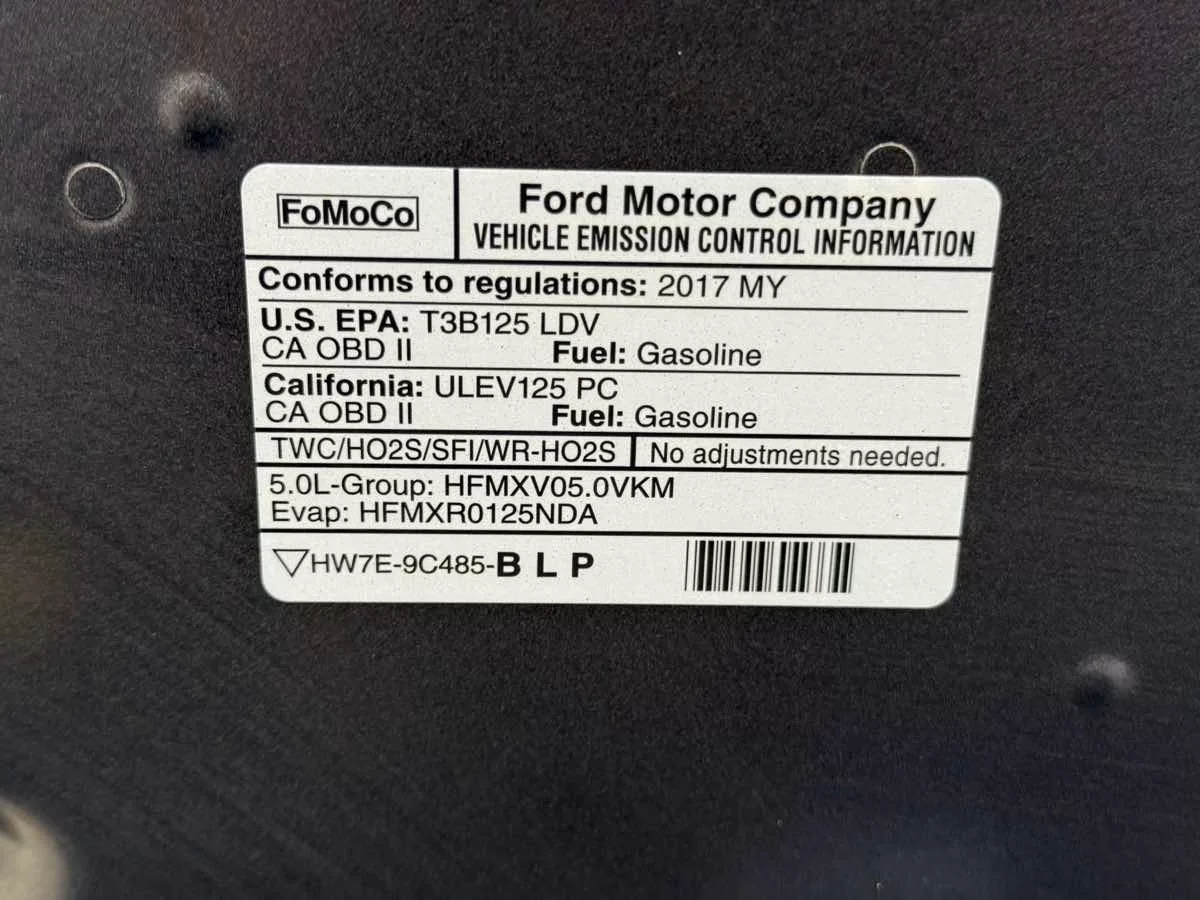 FoMoCo
Ford Motor Company
VEHICLE EMISSION CONTROL INFORMATION
Conforms to regulations: 2017 MY
U.S. EPA: T3B125 LDV
CA OBD II Fuel: Gasoline
California: ULEV125 PC
CA OBD II Fuel: Gasoline
TWC/HO2S/SFI/WR-HO2S No adjustments needed.
5.0L-Group: HFMXV05.0VKM
Evap: HFMXR0125NDA
HW7E-9C485-B L P